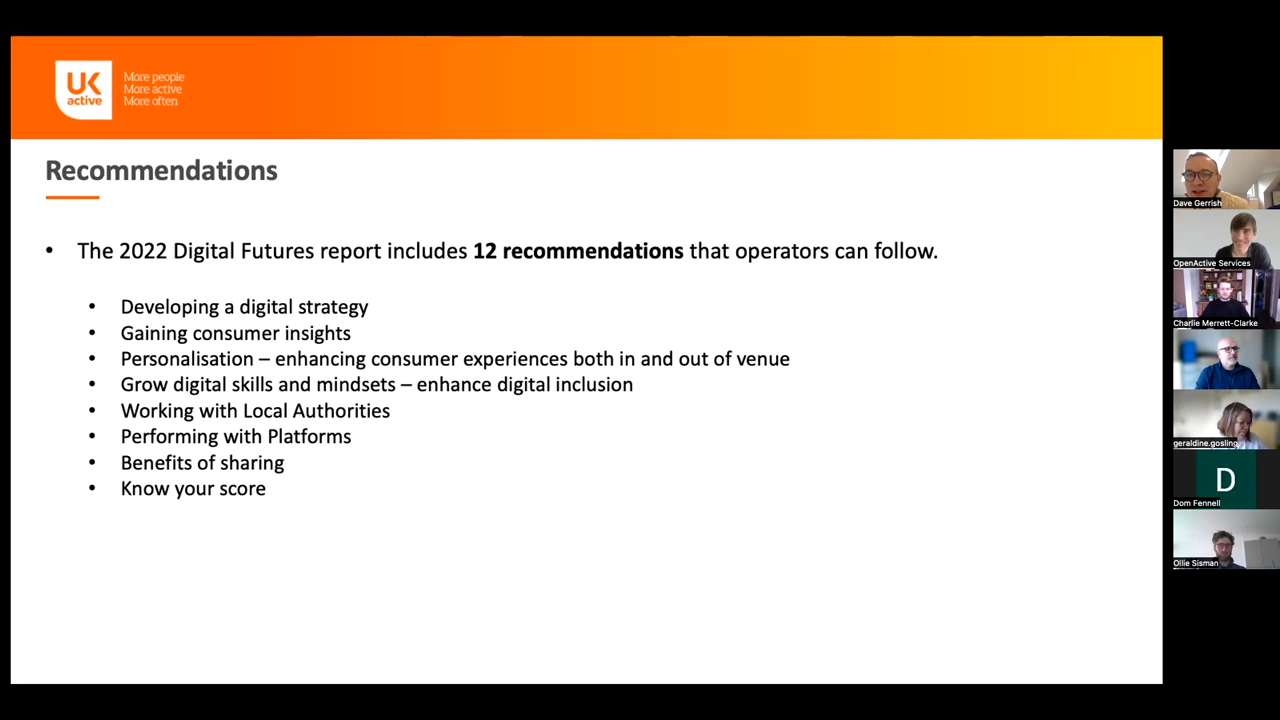 UK
active
More people
More active
More often
Recommendations
• The 2022 Digital Futures report includes 12 recommendations that operators can follow.
• Developing a digital strategy
• Gaining consumer insights
• Personalisation – enhancing consumer experiences both in and out of venue
• Grow digital skills and mindsets – enhance digital inclusion
• Working with Local Authorities
• Performing with Platforms
• Benefits of sharing
• Know your score
Dave Gerrish
OpenActive Services
Charlie Merrett-Clarke
geraldine.gosling
D
Dom Fennell
Ollie Sisman